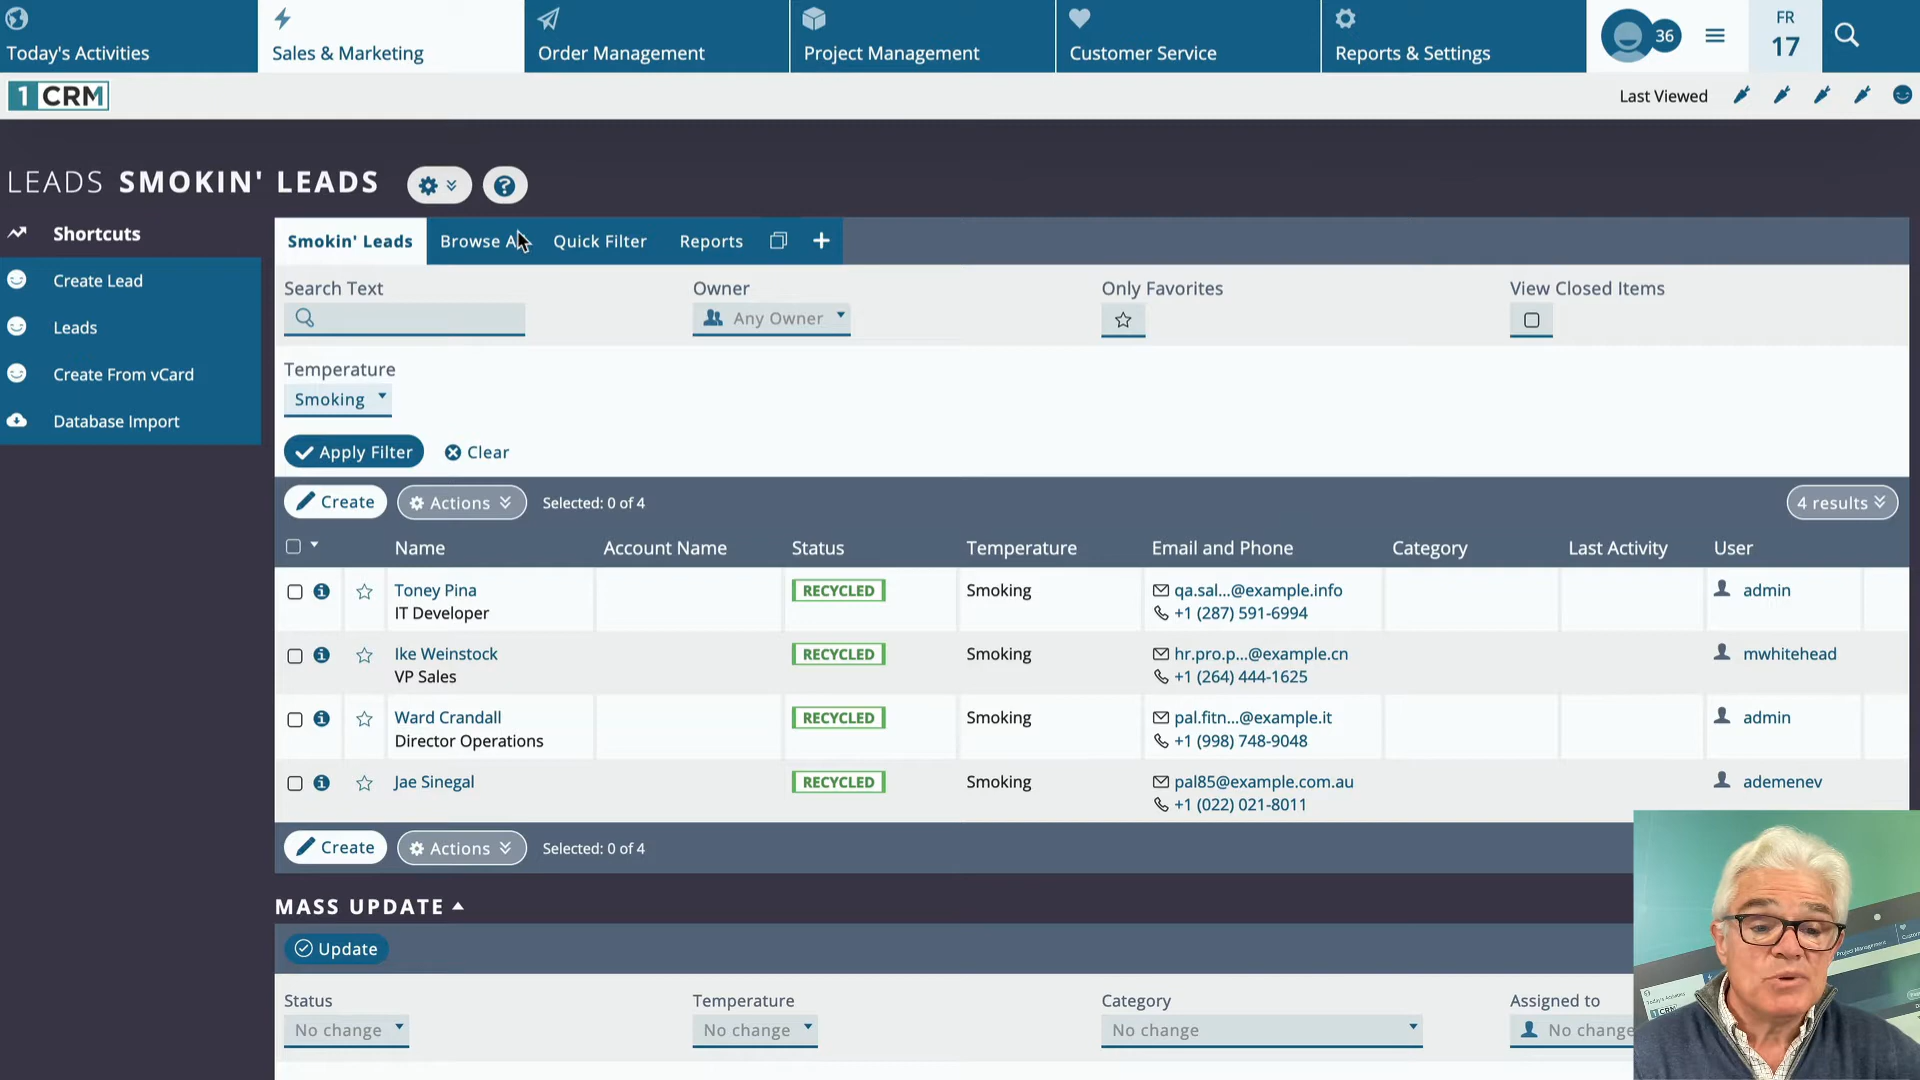 Today's Activities
Sales & Marketing
Order Management
Project Management
Customer Service
Reports & Settings
36
FR
17
1 CRM
Last Viewed
LEADS SMOKIN' LEADS
Shortcuts
Create Lead
Leads
Create From vCard
Database Import
Smokin' Leads
Browse A
Quick Filter
Reports
Search Text
Owner
Only Favorites
View Closed Items
Any Owner
Temperature
Smoking
Apply Filter
Clear
Create
Actions
Selected: 0 of 4
4 results
Name
Account Name
Status
Temperature
Email and Phone
Category
Last Activity
User
Toney Pina
IT Developer
RECYCLED
Smoking
qa.sal...@example.info
+1 (287) 591-6994
admin
Ike Weinstock
VP Sales
RECYCLED
Smoking
hr.pro.p...@example.cn
+1 (264) 444-1625
mwhitehead
Ward Crandall
Director Operations
RECYCLED
Smoking
pal.fitn...@example.it
+1 (998) 748-9048
admin
Jae Sinegal
RECYCLED
Smoking
pal85@example.com.au
+1 (022) 021-8011
ademenev
Create
Actions
Selected: 0 of 4
MASS UPDATE
Update
Status
Temperature
Category
Assigned to
No change
No change
No change
No change
Project Management
Today's Activities